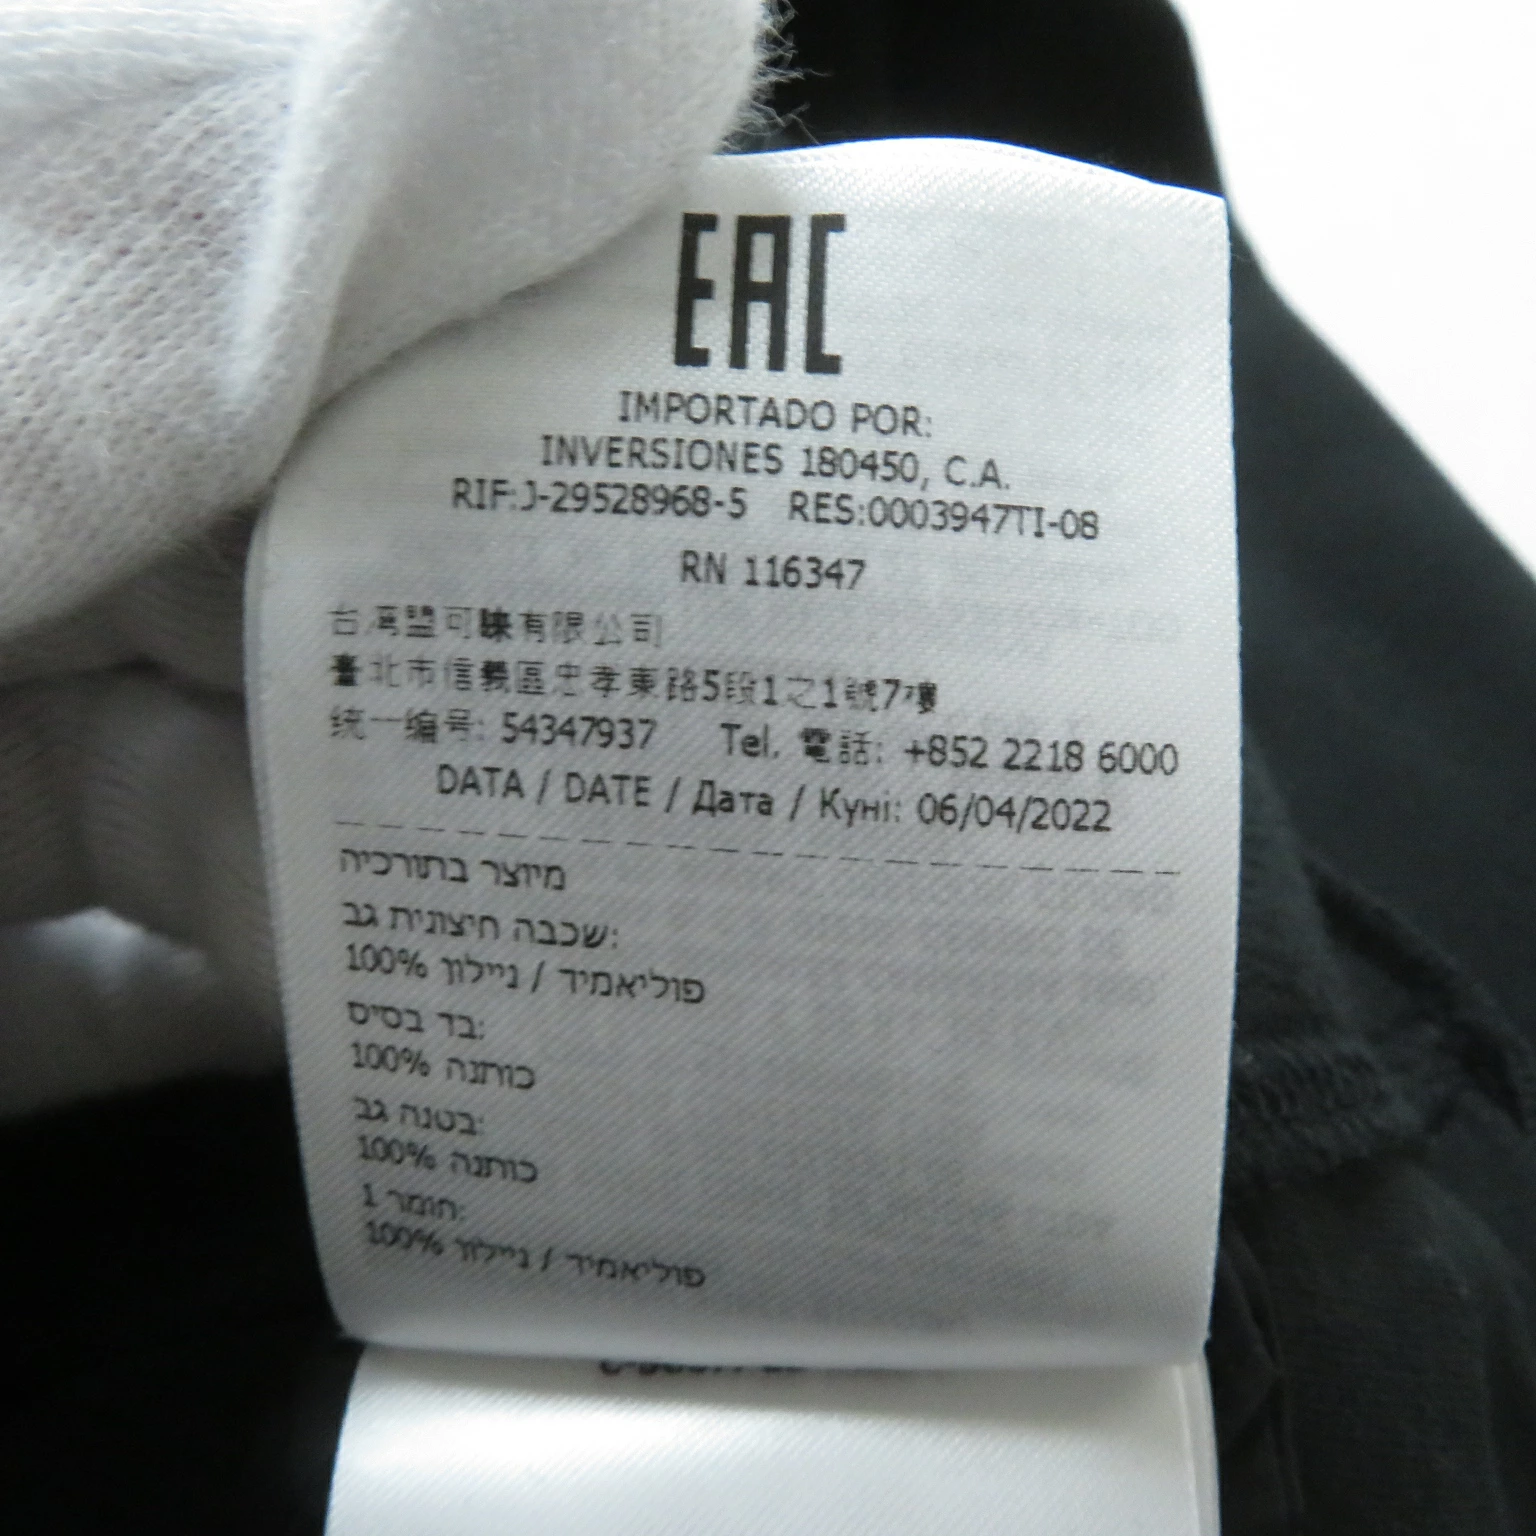 EAC
IMPORTADO POR:
INVERSIONES 180450, C.A.
RIF:J-29528968-5 RES:0003947TI-08
RN 116347
台湾盟可睐有限公司
臺北市信義區忠孝東路5段1之1號7樓
统一编号: 54347937 Tel. 電話: +852 2218 6000
DATA / DATE / Дата / Күні: 06/04/2022
מיוצר בתורכיה
שכבה חיצונית גב:
פוליאמיד / ניילון 100%
בד בסיס:
כותנה 100%
בטנה גב:
כותנה 100%
חומר 1:
פוליאמיד / ניילון 100%